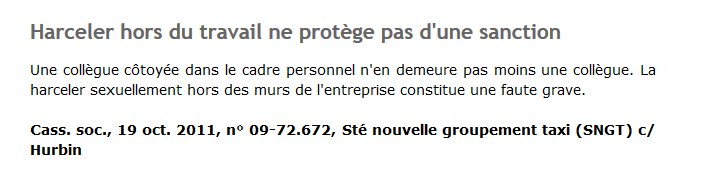 Harceler hors du travail ne protège pas d'une sanction
Une collègue côtoyée dans le cadre personnel n'en demeure pas moins une collègue. La
harceler sexuellement hors des murs de l'entreprise constitue une faute grave.
Cass. soc., 19 oct. 2011, n° 09-72.672, Sté nouvelle groupement taxi (SNGT) c/
Hurbin